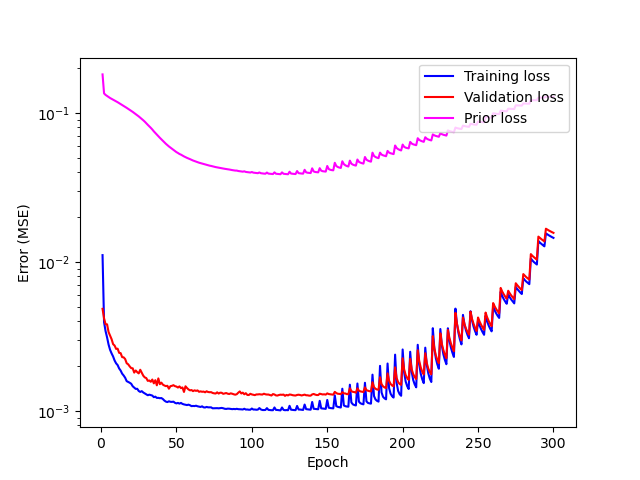 Training loss
Validation loss
Prior loss
10⁻¹
10⁻²
10⁻³
Error (MSE)
0 50 100 150 200 250 300
Epoch